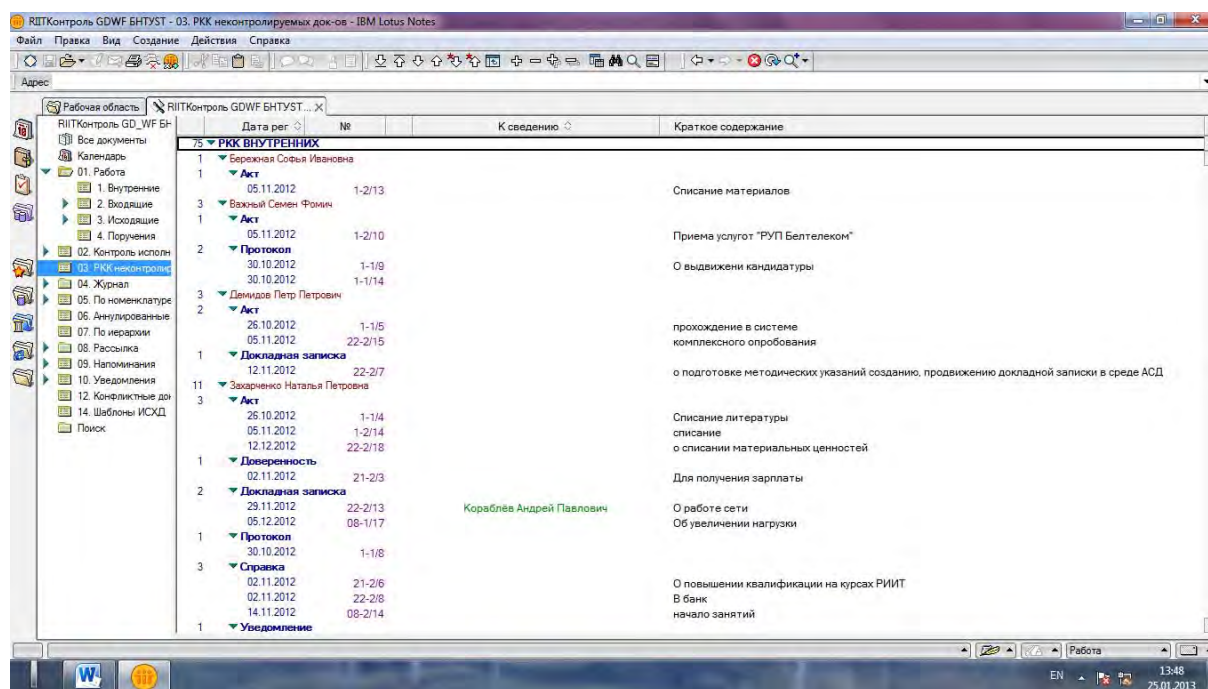 RIITКонтроль GDWF БНТУST - 03. РКК неконтролируемых док-ов - IBM Lotus Notes
Файл Правка Вид Создание Действия Справка
Адрес
Рабочая область RIITКонтроль GDWF БНТУST...
RIITКонтроль GD_WF БН
Все документы
Календарь
01. Работа
1. Внутренние
2. Входящие
3. Исходящие
4. Поручения
02. Контроль исполн
03. РКК неконтролир
04. Журнал
05. По номенклатуре
06. Аннулированные
07. По иерархии
08. Рассылка
09. Напоминания
10. Уведомления
12. Конфликтные док
14. Шаблоны ИСХД
Поиск
Дата рег № К сведению Краткое содержание
75 РКК ВНУТРЕННИХ
1 Бережная Софья Ивановна
1 Акт
05.11.2012 1-2/13 Списание материалов
3 Важный Семен Фомич
1 Акт
05.11.2012 1-2/10 Приема услугот "РУП Белтелеком"
2 Протокол
30.10.2012 1-1/9 О выдвижени кандидатуры
30.10.2012 1-1/14
3 Демидов Петр Петрович
2 Акт
26.10.2012 1-1/5 прохождение в системе
05.11.2012 22-2/15 комплексного опробования
1 Докладная записка
12.11.2012 22-2/7 о подготовке методических указаний созданию, продвижению докладной записки в среде АСД
11 Захарченко Наталья Петровна
3 Акт
26.10.2012 1-1/4 Списание литературы
05.11.2012 1-2/14 списание
12.12.2012 22-2/18 о списании материальных ценностей
1 Доверенность
02.11.2012 21-2/3 Для получения зарплаты
2 Докладная записка
29.11.2012 22-2/13 Кораблёв Андрей Павлович О работе сети
05.12.2012 08-1/17 Об увеличении нагрузки
1 Протокол
30.10.2012 1-1/8
3 Справка
02.11.2012 21-2/6 О повышении квалификации на курсах РИИТ
02.11.2012 22-2/8 В банк
14.11.2012 08-2/14 начало занятий
1 Уведомление
Работа
EN 13:48
25.01.2013